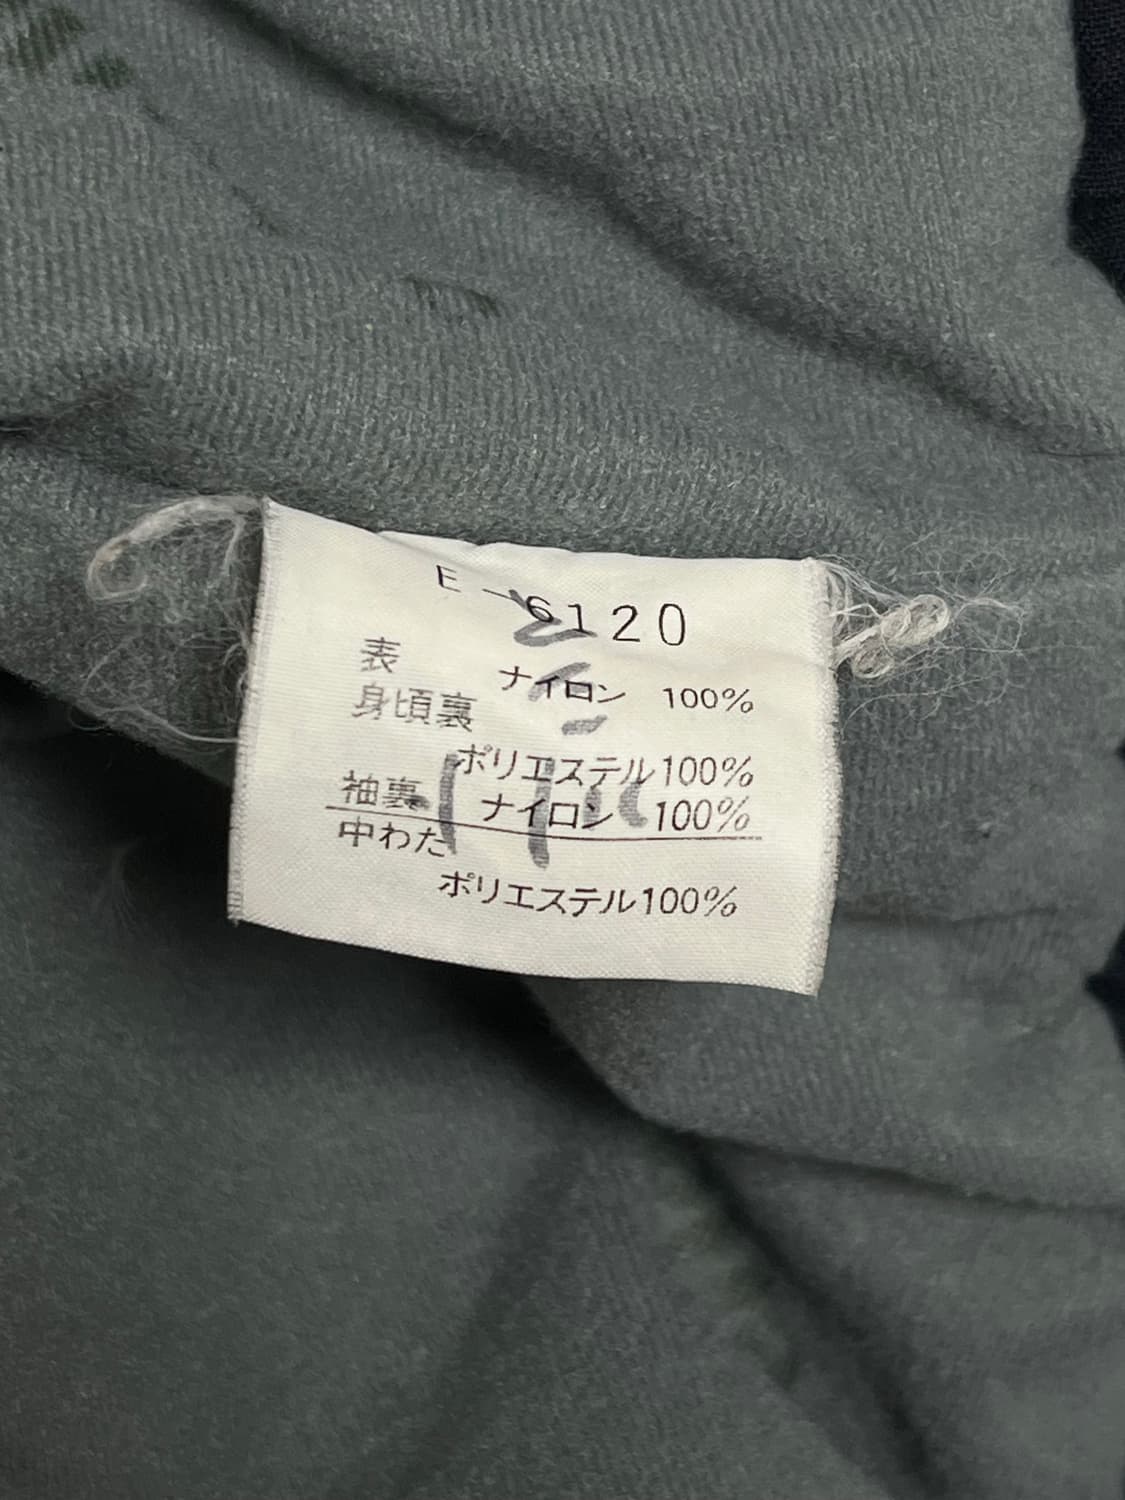 E-6120
表
ナイロン 100%
身頃裏
ポリエステル100%
袖裏 ナイロン 100%
中わた
ポリエステル100%